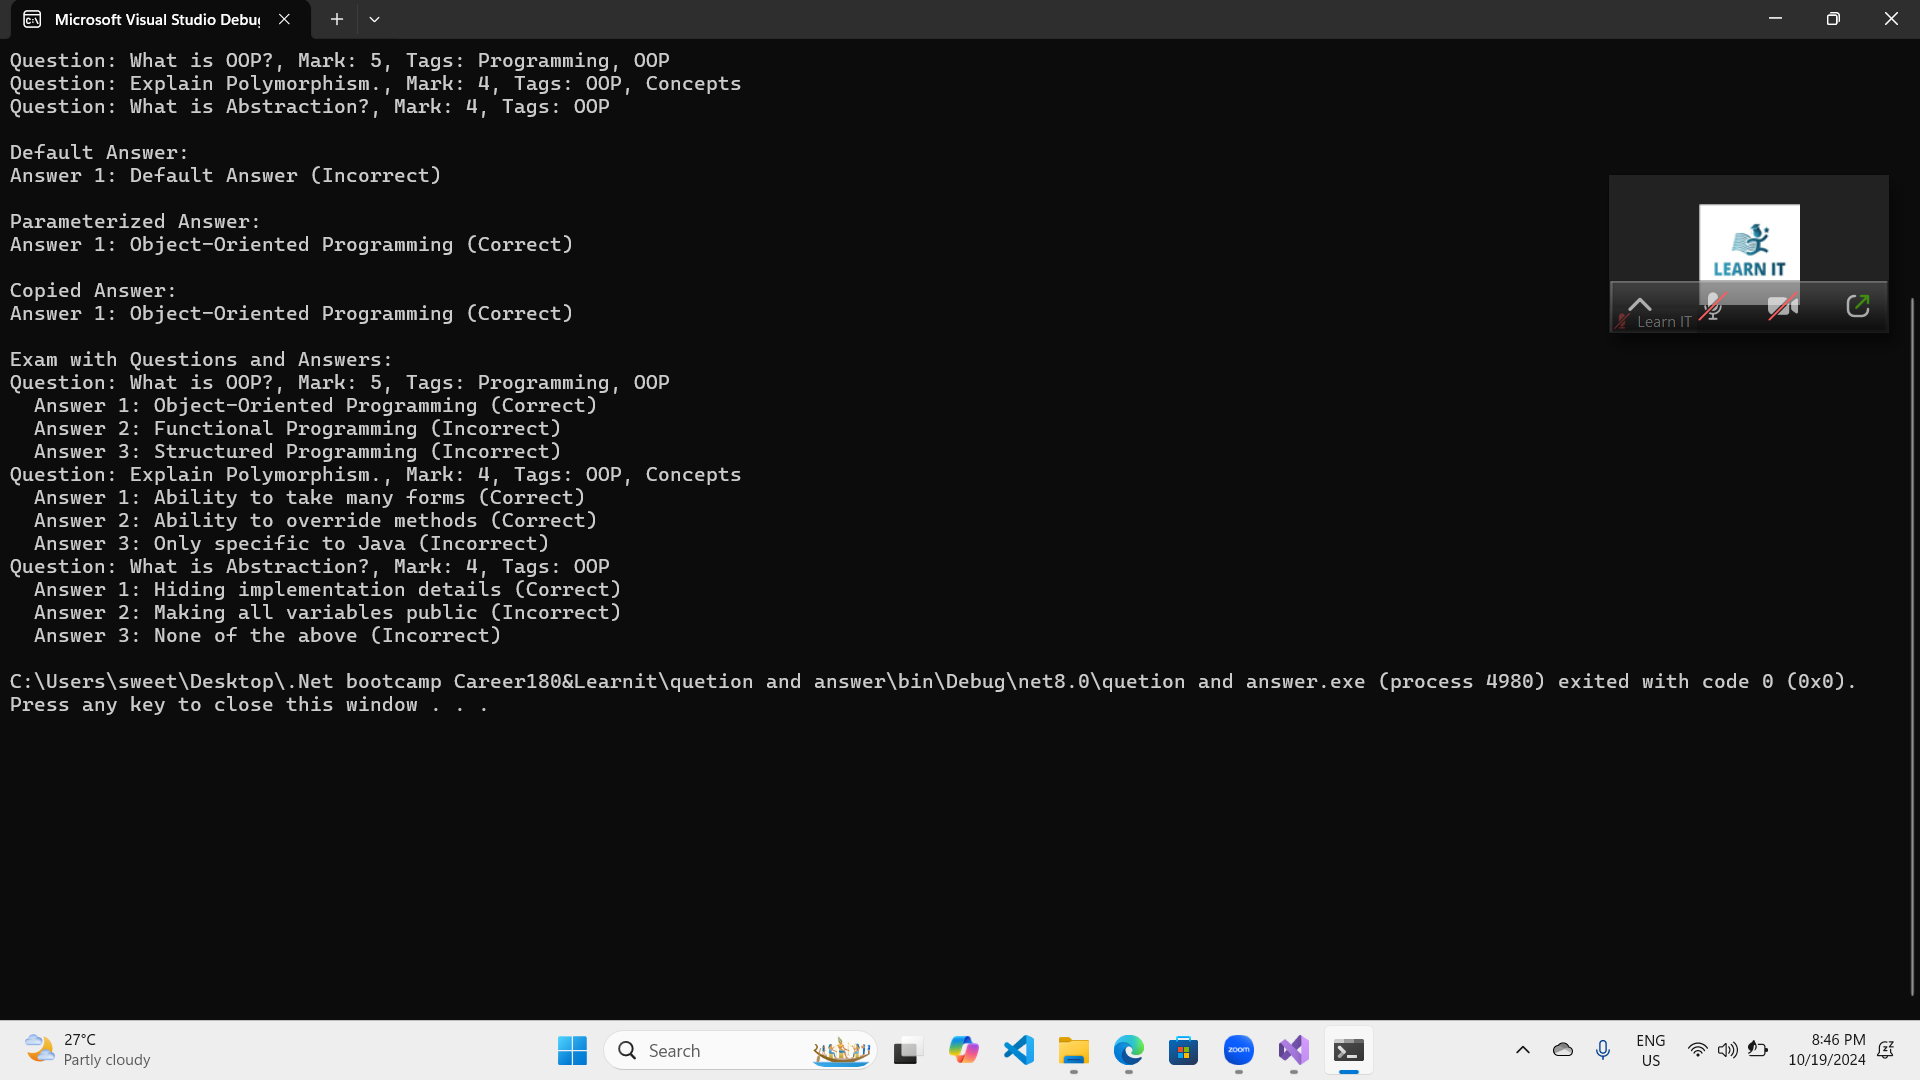 Microsoft Visual Studio Debu
Question: What is OOP?, Mark: 5, Tags: Programming, OOP
Question: Explain Polymorphism., Mark: 4, Tags: OOP, Concepts
Question: What is Abstraction?, Mark: 4, Tags: OOP
Default Answer:
Answer 1: Default Answer (Incorrect)
Parameterized Answer:
Answer 1: Object-Oriented Programming (Correct)
Copied Answer:
Answer 1: Object-Oriented Programming (Correct)
LEARN IT
Learn IT
Exam with Questions and Answers:
Question: What is OOP?, Mark: 5, Tags: Programming, OOP
Answer 1: Object-Oriented Programming (Correct)
Answer 2: Functional Programming (Incorrect)
Answer 3: Structured Programming (Incorrect)
Question: Explain Polymorphism., Mark: 4, Tags: OOP, Concepts
Answer 1: Ability to take many forms (Correct)
Answer 2: Ability to override methods (Correct)
Answer 3: Only specific to Java (Incorrect)
Question: What is Abstraction?, Mark: 4, Tags: OOP
Answer 1: Hiding implementation details (Correct)
Answer 2: Making all variables public (Incorrect)
Answer 3: None of the above (Incorrect)
C:\Users\sweet\Desktop\.Net bootcamp Career180&Learnit\quetion and answer\bin\Debug\net8.0\quetion and answer.exe (process 4980) exited with code 0 (0x0).
Press any key to close this window . . .
27°C
Partly cloudy
Search
zoom
ENG
US
8:46 PM
10/19/2024